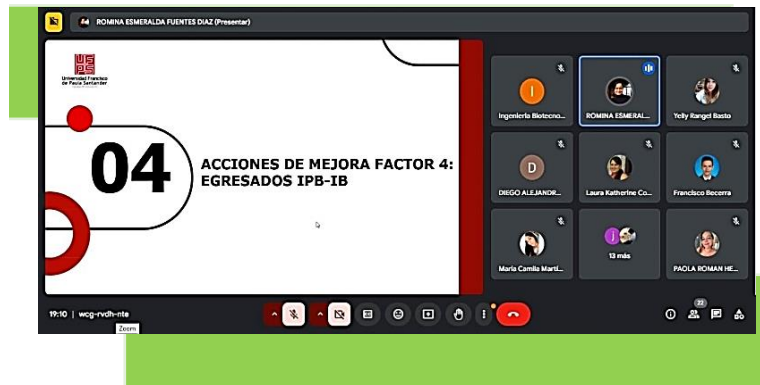 ROMINA ESMERALDA FUENTES DIAZ (Presentar)
UFPS
Universidad Francisco
de Paula Santander
04
ACCIONES DE MEJORA FACTOR 4:
EGRESADOS IPB-IB
I
Ingeniería Biotecno...
ROMINA ESMERAL...
Yelly Rangel Basto
D
DIEGO ALEJANDR...
Laura Katherine Co...
Francisco Becerra
Maria Camila Marti...
j
13 más
PAOLA ROMAN HE...
19:10 | wcg-rvdh-nte
22
Zoom